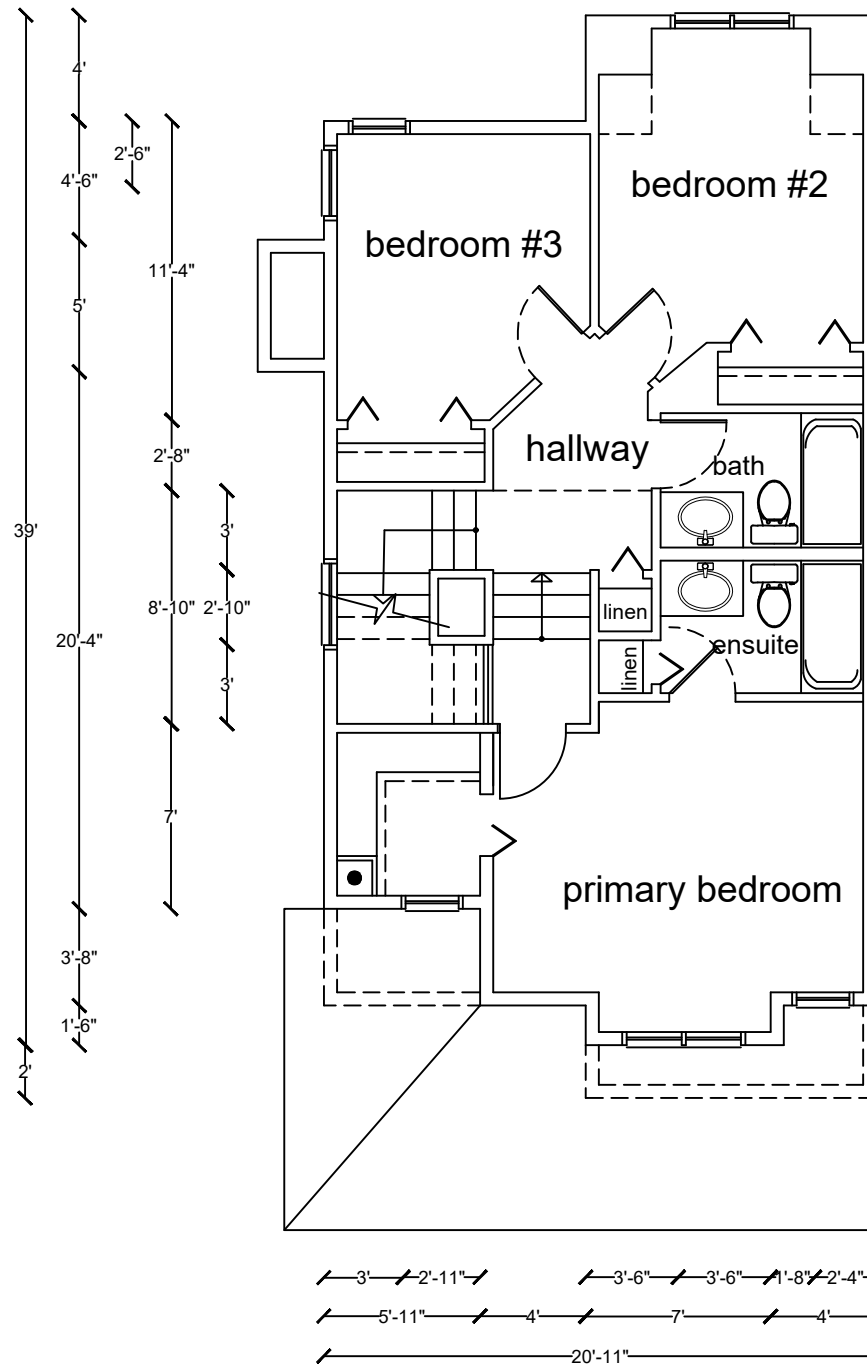 4'
2'-6"
4'-6"
bedroom #2
bedroom #3
11'-4"
5'
hallway
2'-8"
bath
39'
3'
8'-10"
2'-10"
linen
20'-4"
ensuite
linen
3'
7'
primary bedroom
3'-8"
1'-6"
2'
3' 2'-11" 3'-6" 3'-6" 1'-8" 2'-4"
5'-11" 4' 7' 4'
20'-11"